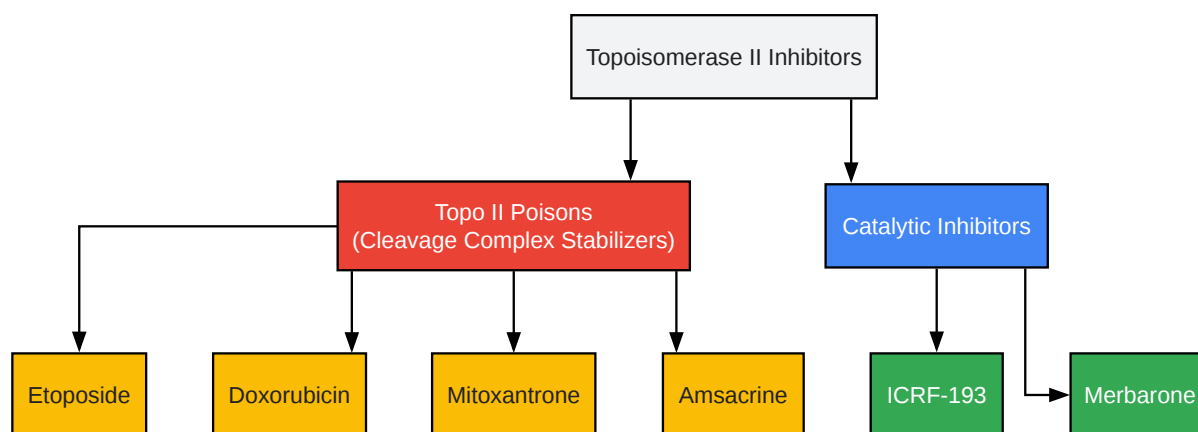 Topoisomerase II Inhibitors
Topo II Poisons
(Cleavage Complex Stabilizers)
Catalytic Inhibitors
Etoposide
Doxorubicin
Mitoxantrone
Amsacrine
ICRF-193
Merbarone